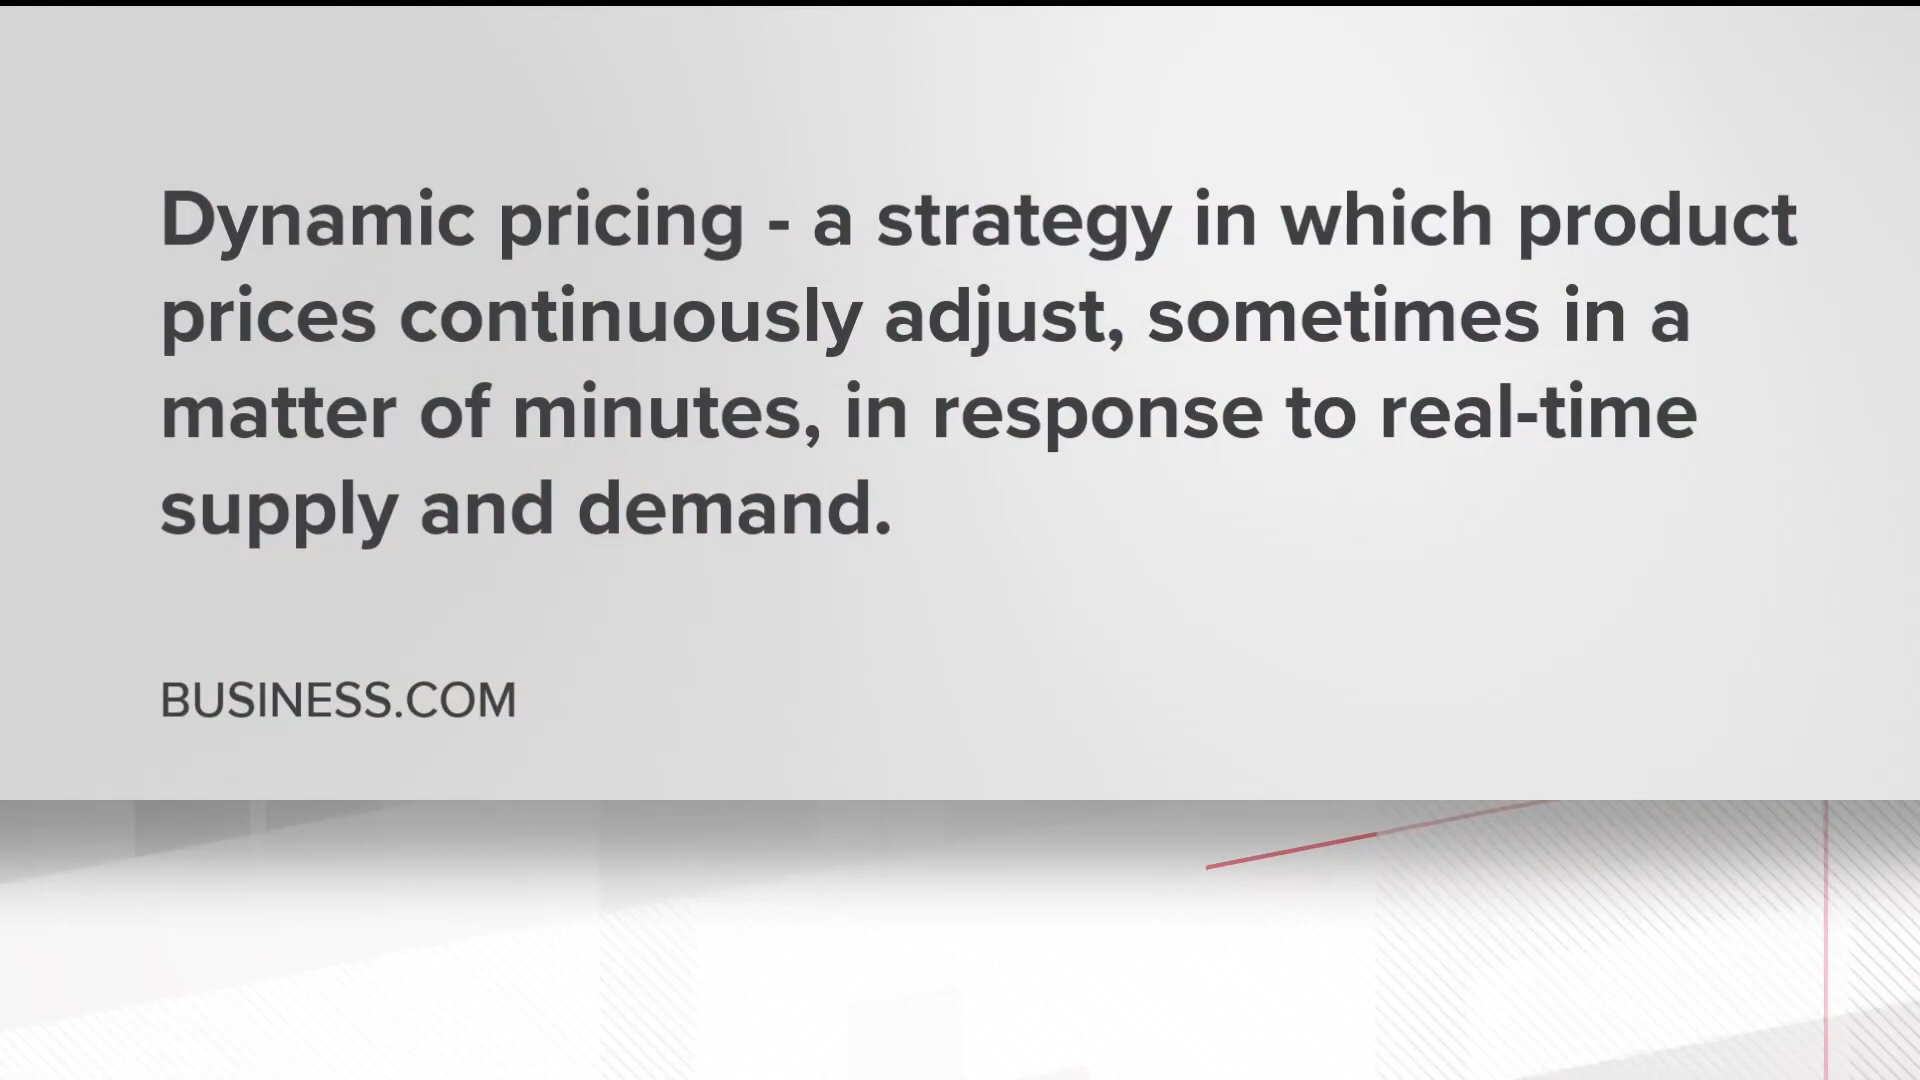 Dynamic pricing - a strategy in which product
prices continuously adjust, sometimes in a
matter of minutes, in response to real-time
supply and demand.
BUSINESS.COM